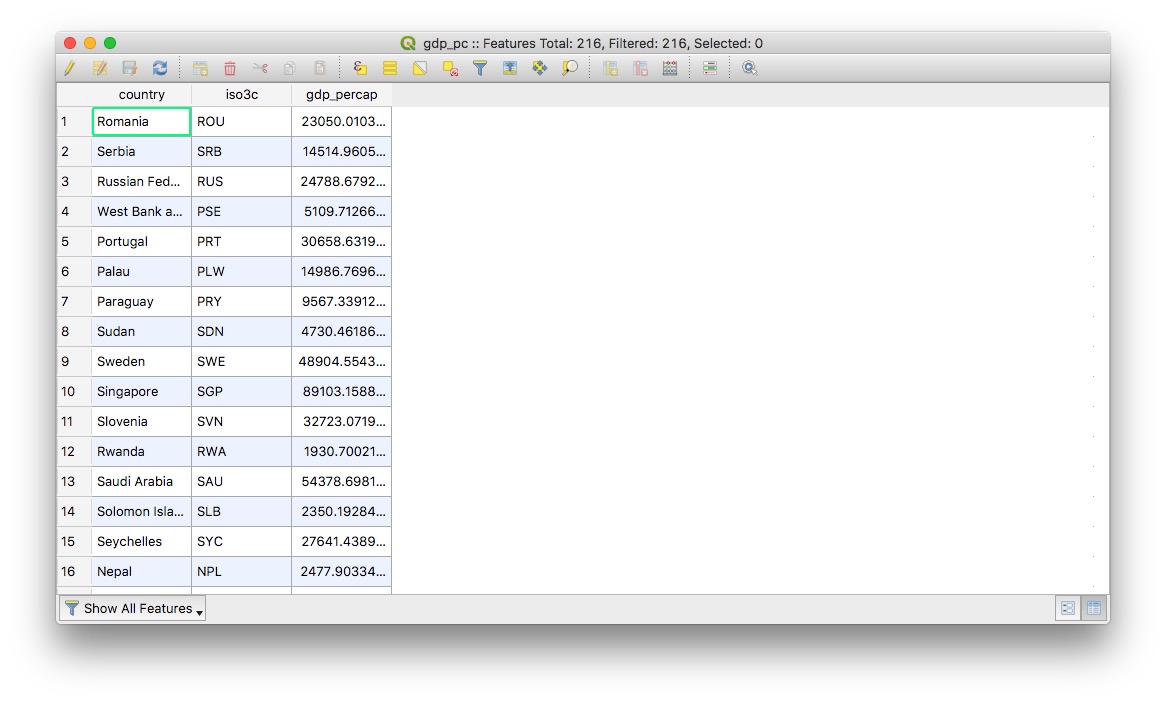 gdp_pc :: Features Total: 216, Filtered: 216, Selected: 0
country iso3c gdp_percap
1 Romania ROU 23050.0103...
2 Serbia SRB 14514.9605...
3 Russian Fed... RUS 24788.6792...
4 West Bank a... PSE 5109.71266...
5 Portugal PRT 30658.6319...
6 Palau PLW 14986.7696...
7 Paraguay PRY 9567.33912...
8 Sudan SDN 4730.46186...
9 Sweden SWE 48904.5543...
10 Singapore SGP 89103.1588...
11 Slovenia SVN 32723.0719...
12 Rwanda RWA 1930.70021...
13 Saudi Arabia SAU 54378.6981...
14 Solomon Isla... SLB 2350.19284...
15 Seychelles SYC 27641.4389...
16 Nepal NPL 2477.90334...
Show All Features